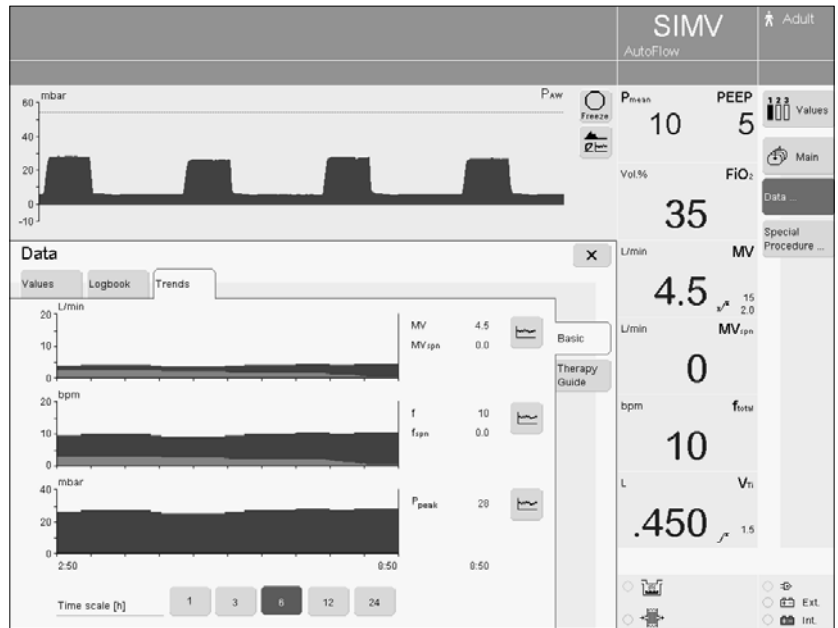 SIMV
AutoFlow
Adult
mbar
PAW
60
40
20
0
-10
Freeze
Pmean PEEP
10 5
Vol.% FiO2
35
L/min MV
4.5 15
2.0
L/min MVspn
0
bpm ftotal
10
L VTi
.450 1.5
1 2 3
Values
Main
Data ...
Special
Procedure ...
Data
Values Logbook Trends
L/min
20
10
0
MV 4.5
MVspn 0.0
bpm
20
10
0
f 10
fspn 0.0
mbar
40
20
0
Ppeak 28
2:50 8:50 8:50
Time scale [h] 1 3 6 12 24
Basic
Therapy
Guide
Ext.
Int.